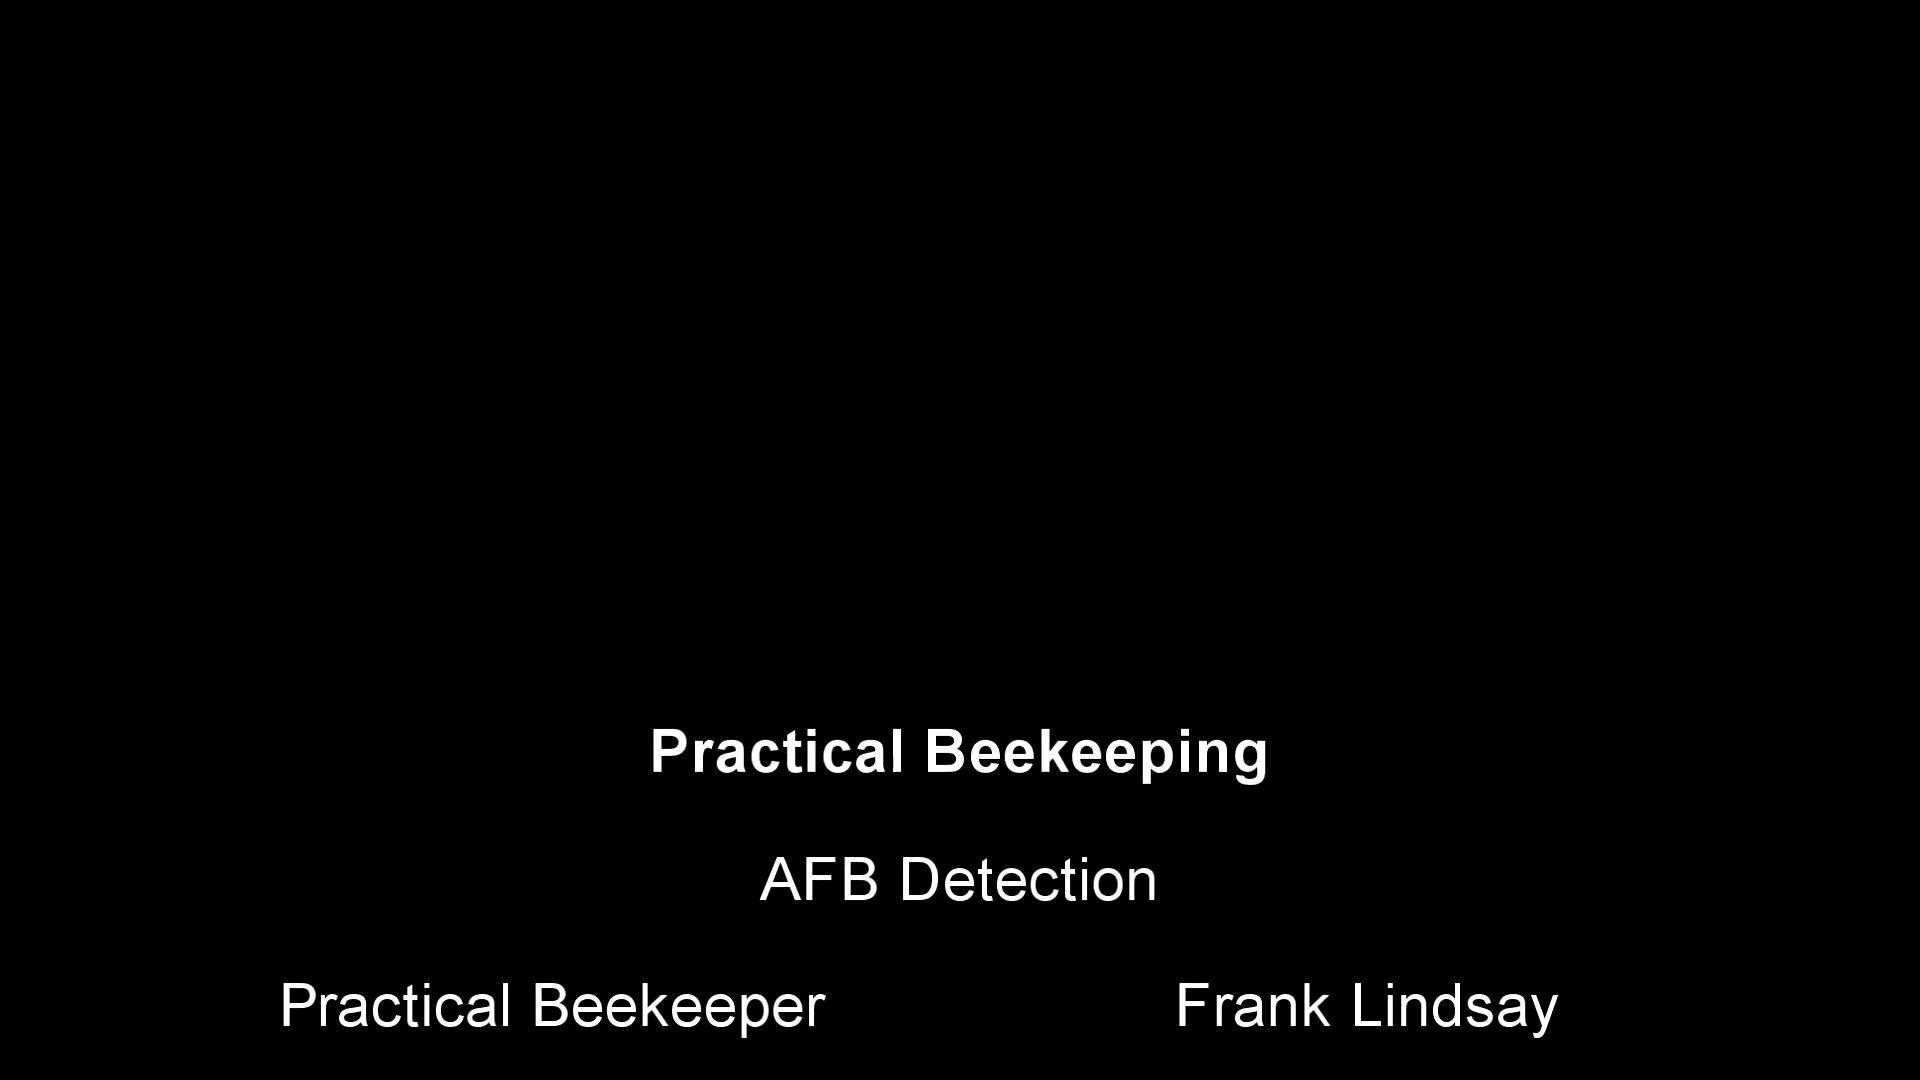 Practical Beekeeping
AFB Detection
Practical Beekeeper Frank Lindsay